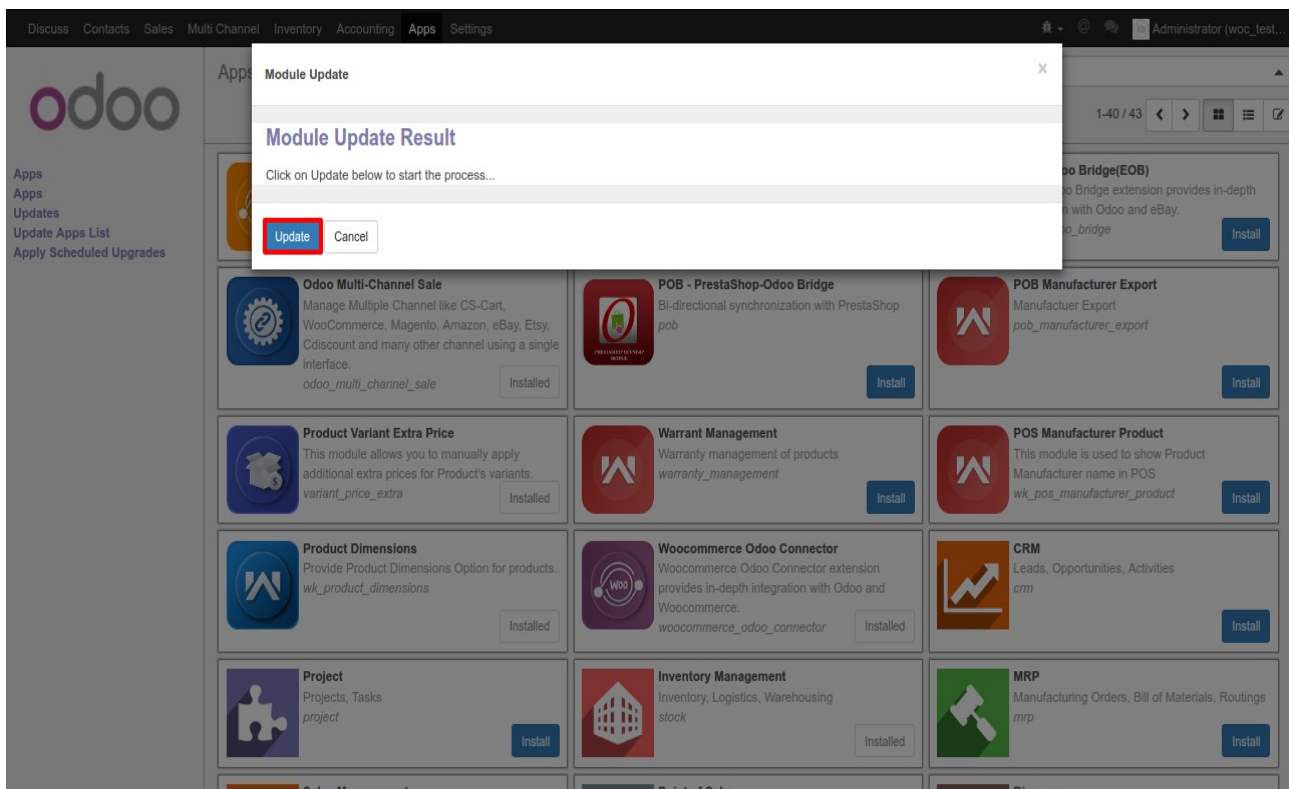 Discuss Contacts Sales Multi Channel Inventory Accounting Apps Settings
Administrator (woc_test...
odoo
Apps
Module Update
×
1-40 / 43
Module Update Result
Click on Update below to start the process...
Update
Cancel
Apps
Apps
Updates
Update Apps List
Apply Scheduled Upgrades
oo Bridge(EOB)
o Bridge extension provides in-depth
n with Odoo and eBay.
o_bridge
Install
Odoo Multi-Channel Sale
Manage Multiple Channel like CS-Cart,
WooCommerce, Magento, Amazon, eBay, Etsy,
Cdiscount and many other channel using a single
interface.
odoo_multi_channel_sale
Installed
POB - PrestaShop-Odoo Bridge
Bi-directional synchronization with PrestaShop
pob
Install
POB Manufacturer Export
Manufactuer Export
pob_manufacturer_export
Install
Product Variant Extra Price
This module allows you to manually apply
additional extra prices for Product's variants.
variant_price_extra
Installed
Warrant Management
Warranty management of products
warranty_management
Install
POS Manufacturer Product
This module is used to show Product
Manufacturer name in POS
wk_pos_manufacturer_product
Install
Product Dimensions
Provide Product Dimensions Option for products.
wk_product_dimensions
Installed
Woo
Woocommerce Odoo Connector
Woocommerce Odoo Connector extension
provides in-depth integration with Odoo and
Woocommerce.
woocommerce_odoo_connector
Installed
CRM
Leads, Opportunities, Activities
crm
Install
Project
Projects, Tasks
project
Install
Inventory Management
Inventory, Logistics, Warehousing
stock
Installed
MRP
Manufacturing Orders, Bill of Materials, Routings
mrp
Install